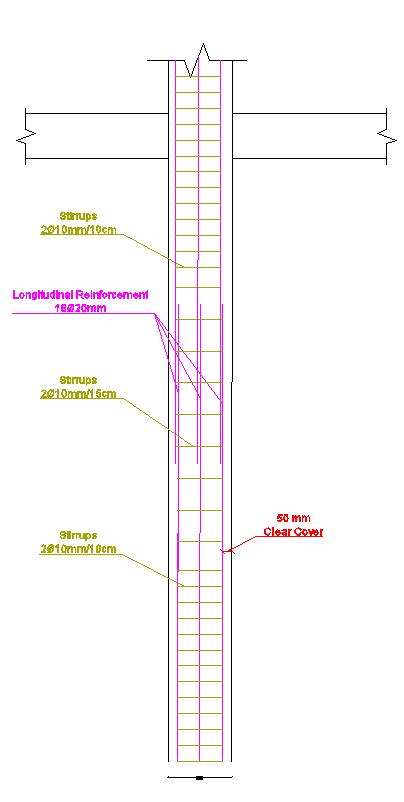 Stirrups
2Ø10mm/10cm
Longitudinal Reinforcement
16Ø20mm
Stirrups
2Ø10mm/15cm
50 mm
Clear Cover
Stirrups
2Ø10mm/10cm